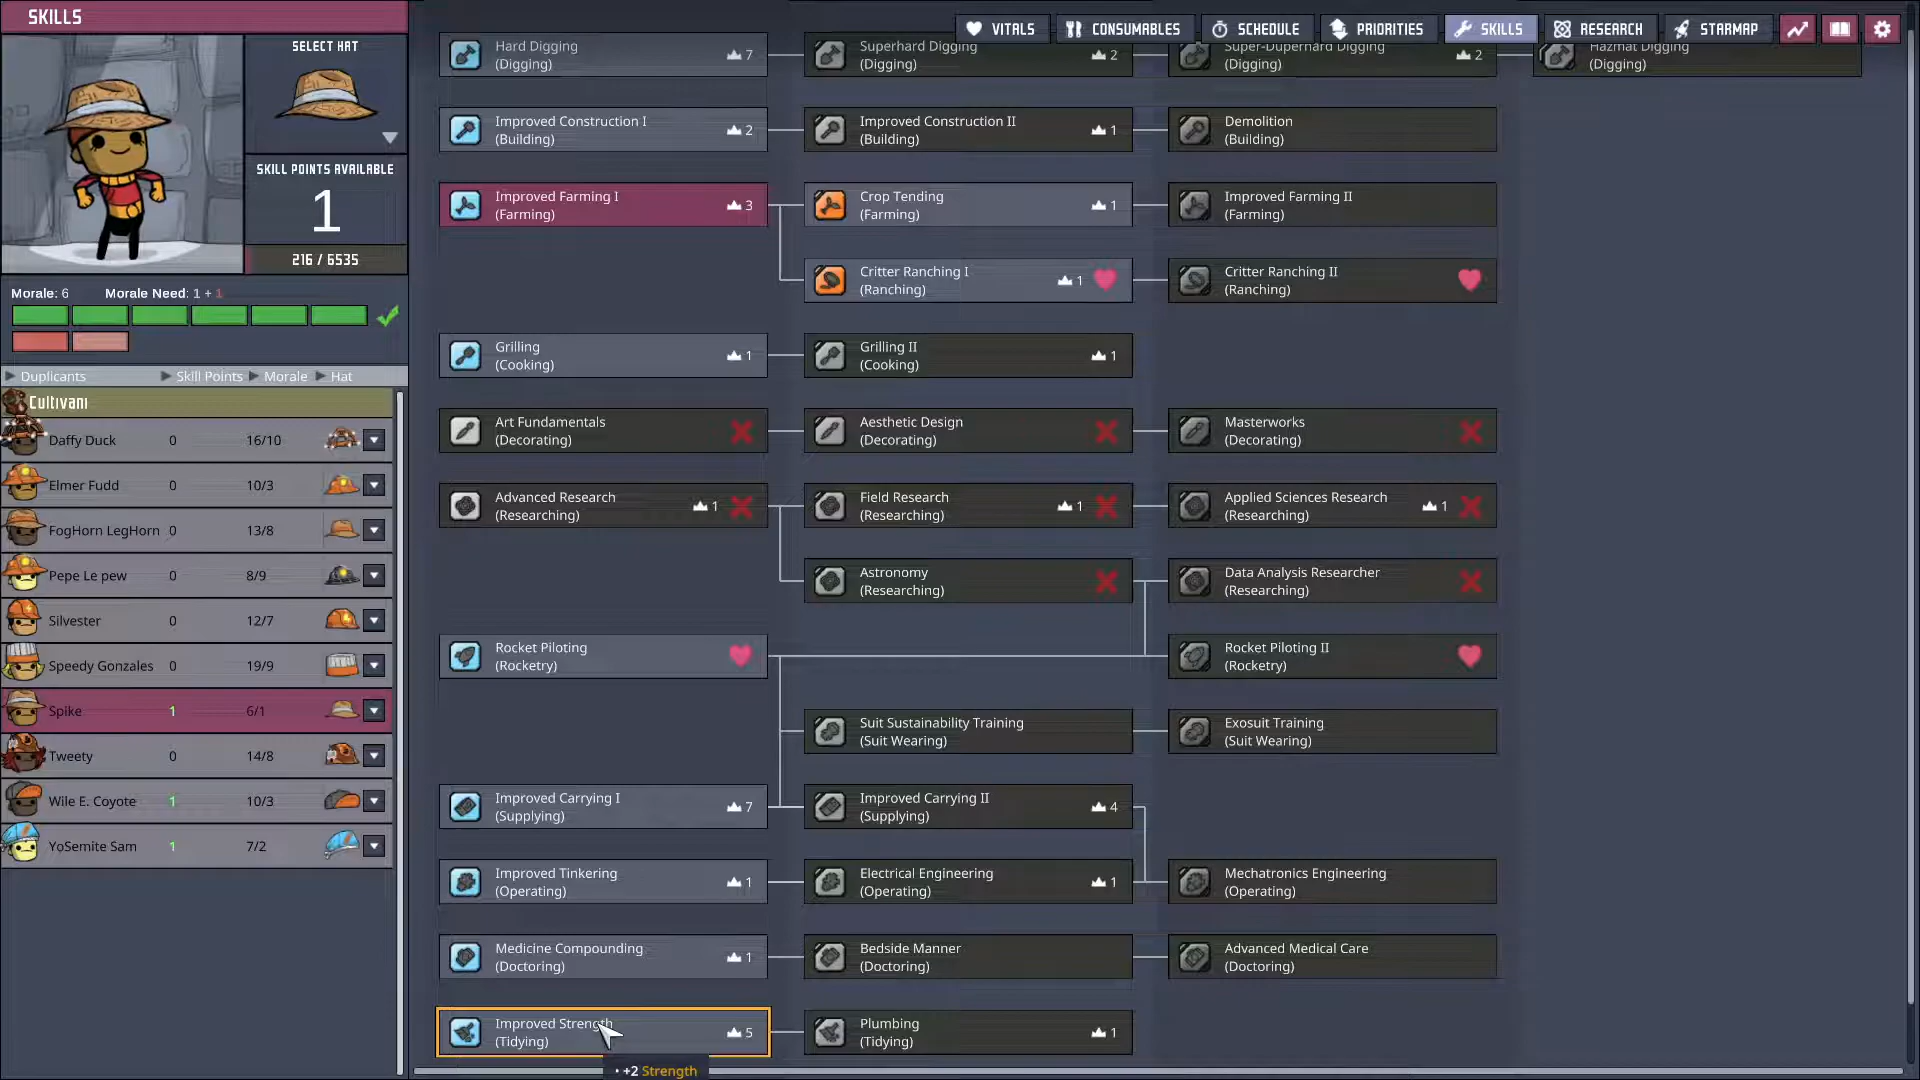 SKILLS
VITALS
CONSUMABLES
SCHEDULE
PRIORITIES
SKILLS
RESEARCH
STARMAP
SELECT HAT
SKILL POINTS AVAILABLE
1
216 / 6535
Morale: 6 Morale Need: 1 + 1
Duplicants Skill Points Morale Hat
Cultivani
Daffy Duck 0 16/10
Elmer Fudd 0 10/3
FogHorn LegHorn 0 13/8
Pepe Le pew 0 8/9
Silvester 0 12/7
Speedy Gonzales 0 19/9
Spike 1 6/1
Tweety 0 14/8
Wile E. Coyote 1 10/3
YoSemite Sam 1 7/2
Hard Digging
(Digging)
7
Superhard Digging
(Digging)
2
Super-Duperhard Digging
(Digging)
2
Hazmat Digging
(Digging)
Improved Construction I
(Building)
2
Improved Construction II
(Building)
1
Demolition
(Building)
Improved Farming I
(Farming)
3
Crop Tending
(Farming)
1
Improved Farming II
(Farming)
Critter Ranching I
(Ranching)
1
Critter Ranching II
(Ranching)
Grilling
(Cooking)
1
Grilling II
(Cooking)
1
Art Fundamentals
(Decorating)
Aesthetic Design
(Decorating)
Masterworks
(Decorating)
Advanced Research
(Researching)
1
Field Research
(Researching)
1
Applied Sciences Research
(Researching)
1
Astronomy
(Researching)
Data Analysis Researcher
(Researching)
Rocket Piloting
(Rocketry)
Rocket Piloting II
(Rocketry)
Suit Sustainability Training
(Suit Wearing)
Exosuit Training
(Suit Wearing)
Improved Carrying I
(Supplying)
7
Improved Carrying II
(Supplying)
4
Improved Tinkering
(Operating)
1
Electrical Engineering
(Operating)
1
Mechatronics Engineering
(Operating)
Medicine Compounding
(Doctoring)
1
Bedside Manner
(Doctoring)
Advanced Medical Care
(Doctoring)
Improved Strength
(Tidying)
5
Plumbing
(Tidying)
1
• +2 Strength